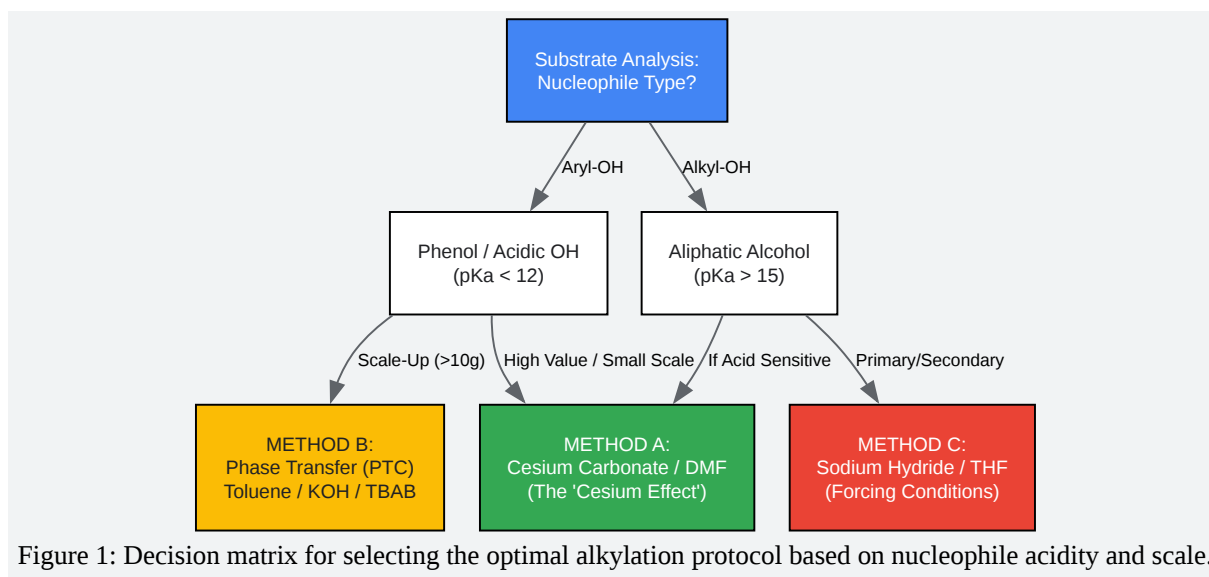 Substrate Analysis:
Nucleophile Type?
Aryl-OH
Alkyl-OH
Phenol / Acidic OH
(pKa < 12)
Aliphatic Alcohol
(pKa > 15)
Scale-Up (>10g)
High Value / Small Scale
If Acid Sensitive
Primary/Secondary
METHOD B:
Phase Transfer (PTC)
Toluene / KOH / TBAB
METHOD A:
Cesium Carbonate / DMF
(The 'Cesium Effect')
METHOD C:
Sodium Hydride / THF
(Forcing Conditions)
Figure 1: Decision matrix for selecting the optimal alkylation protocol based on nucleophile acidity and scale.